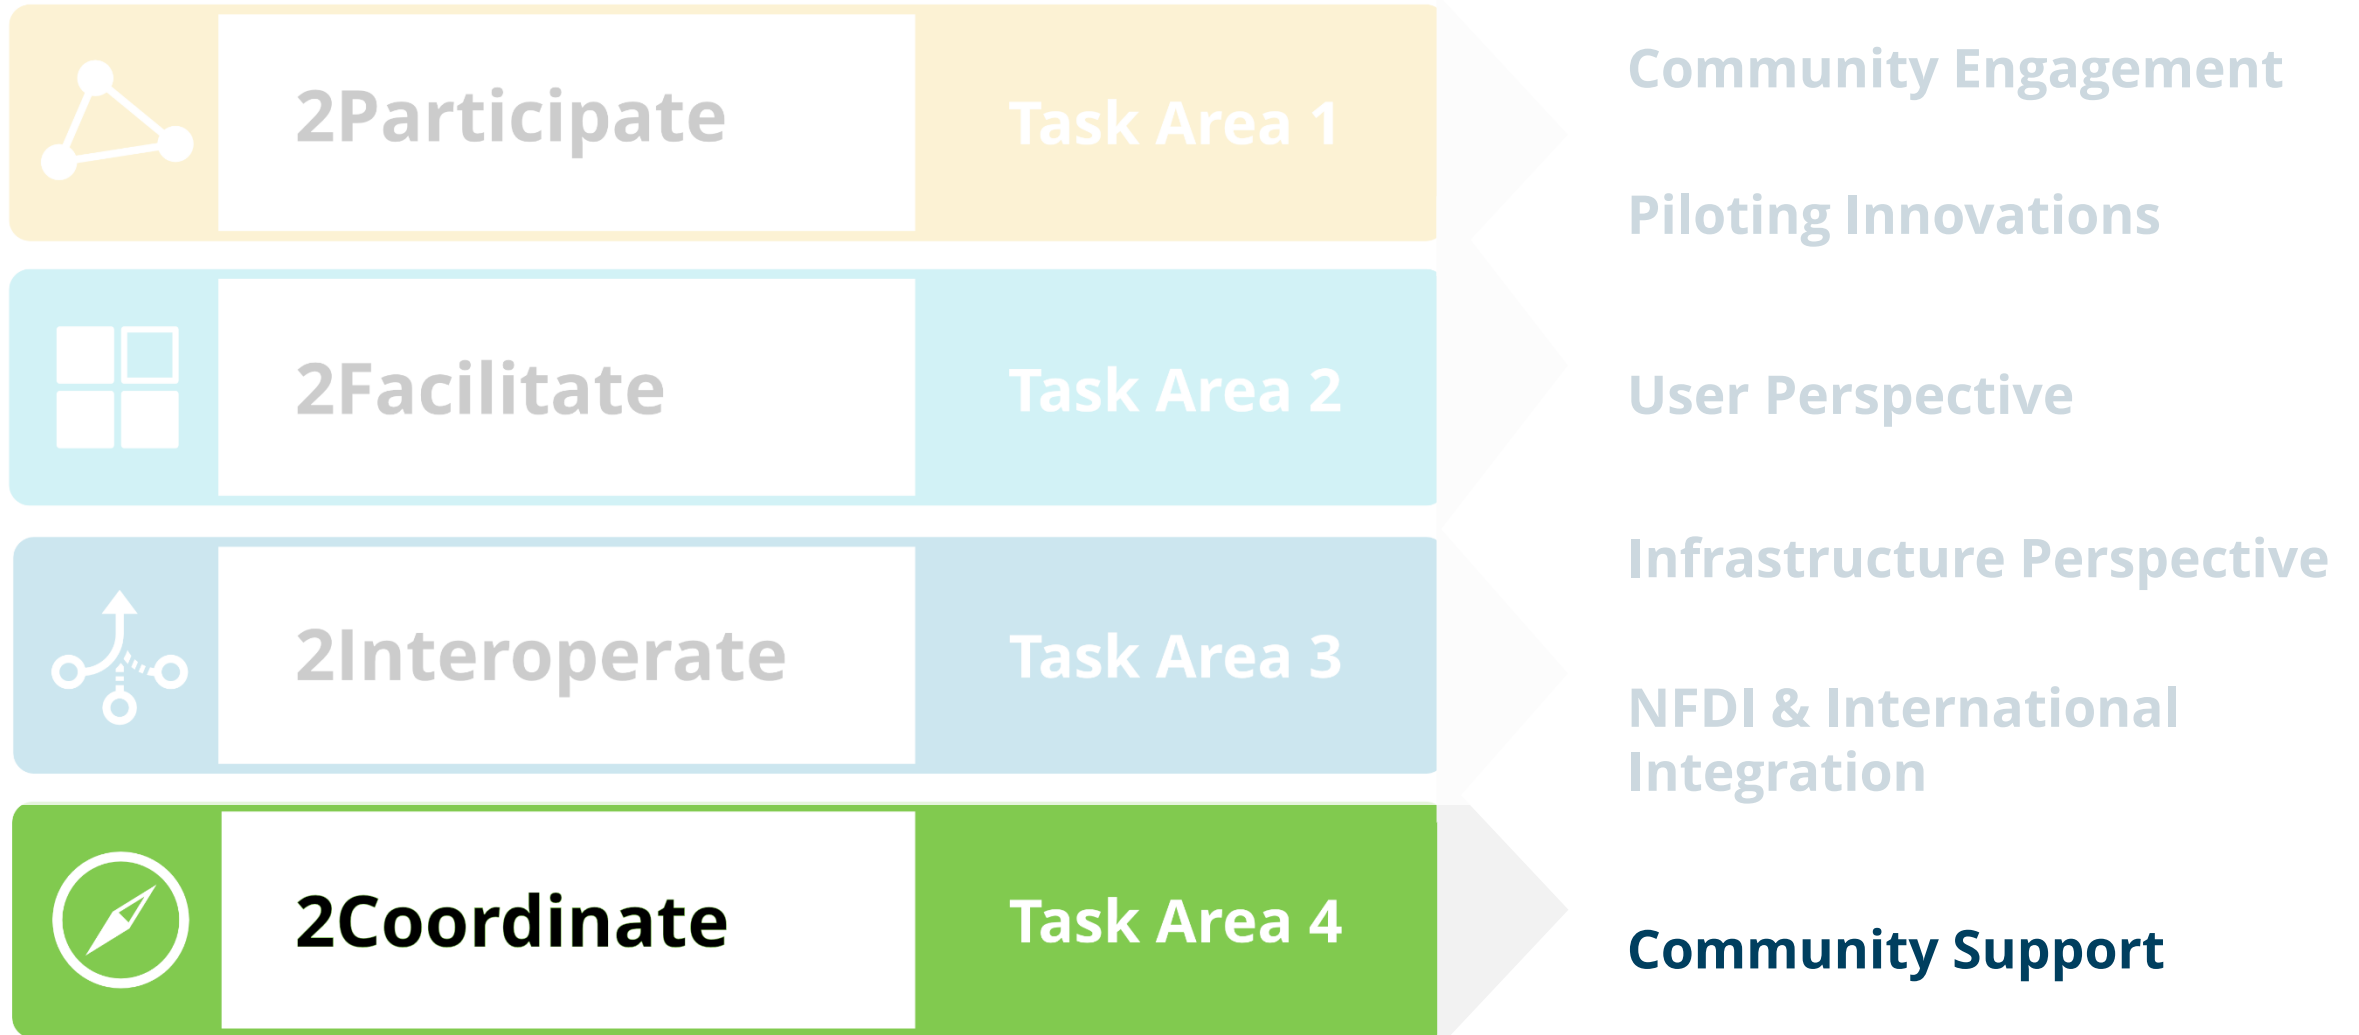 2Participate
Task Area 1
Community Engagement
Piloting Innovations
2Facilitate
Task Area 2
User Perspective
2Interoperate
Task Area 3
Infrastructure Perspective
NFDI & International
Integration
2Coordinate
Task Area 4
Community Support